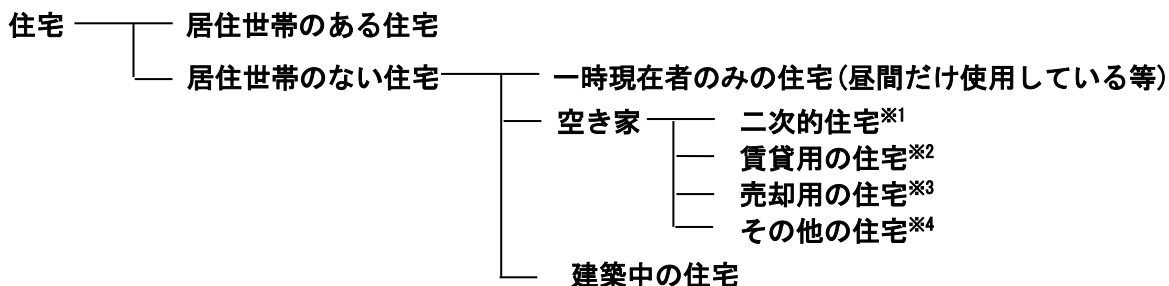 住宅 居住世帯のある住宅
居住世帯のない住宅 一時現在者のみの住宅(昼間だけ使用している等)
空き家 二次的住宅※1
賃貸用の住宅※2
売却用の住宅※3
その他の住宅※4
建築中の住宅